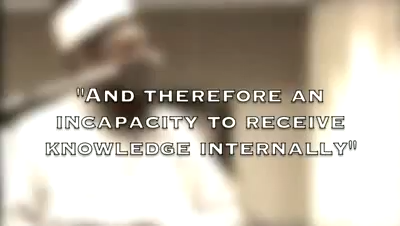 "And therefore an
incapacity to receive
knowledge internally"